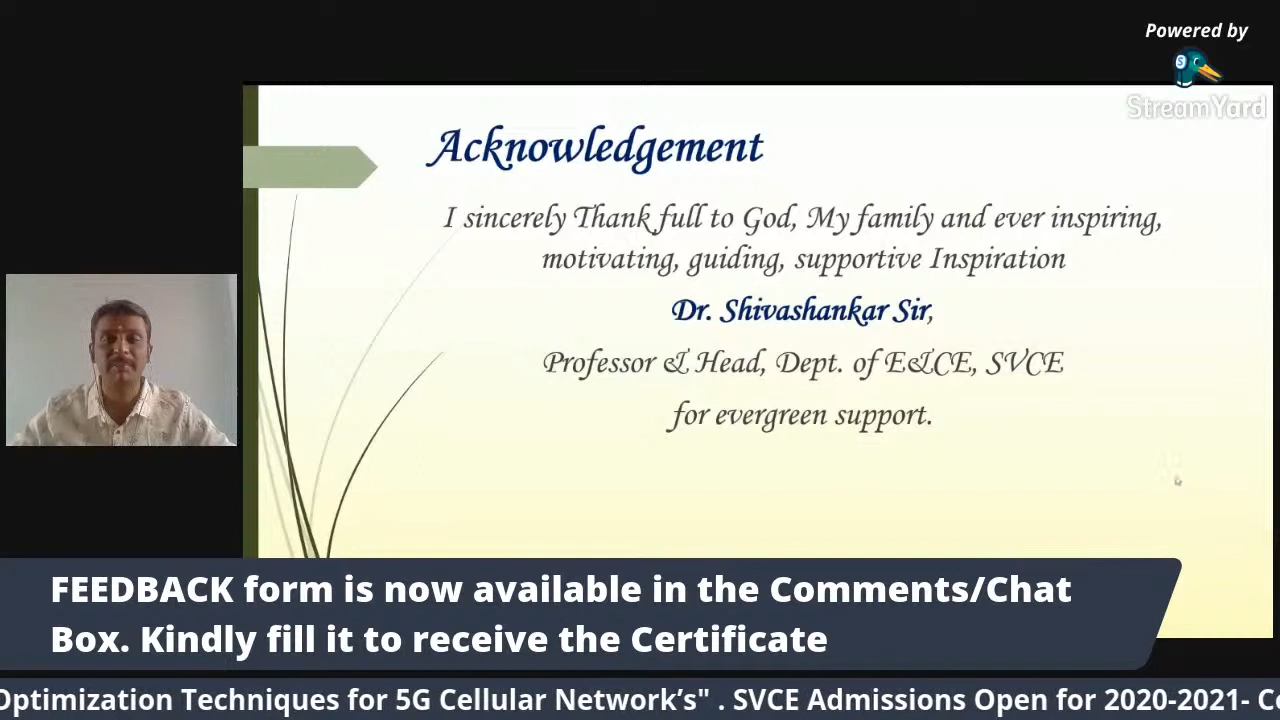 Powered by
StreamYard
Acknowledgement
I sincerely Thank full to God, My family and ever inspiring,
motivating, guiding, supportive Inspiration
Dr. Shivashankar Sir,
Professor & Head, Dept. of E&CE, SVCE
for evergreen support.
FEEDBACK form is now available in the Comments/Chat
Box. Kindly fill it to receive the Certificate
Optimization Techniques for 5G Cellular Network's" . SVCE Admissions Open for 2020-2021-